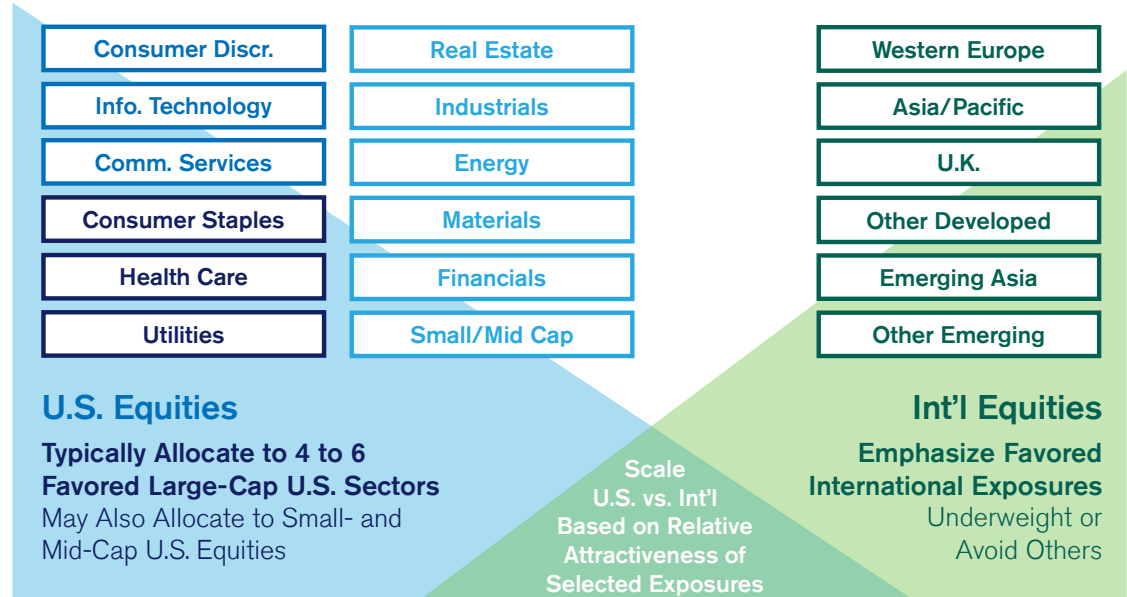 Consumer Discr.
Info. Technology
Comm. Services
Consumer Staples
Health Care
Utilities
Real Estate
Industrials
Energy
Materials
Financials
Small/Mid Cap
Western Europe
Asia/Pacific
U.K.
Other Developed
Emerging Asia
Other Emerging
U.S. Equities
Typically Allocate to 4 to 6
Favored Large-Cap U.S. Sectors
May Also Allocate to Small- and
Mid-Cap U.S. Equities
Scale
U.S. vs. Int'l
Based on Relative
Attractiveness of
Selected Exposures
Int'l Equities
Emphasize Favored
International Exposures
Underweight or
Avoid Others